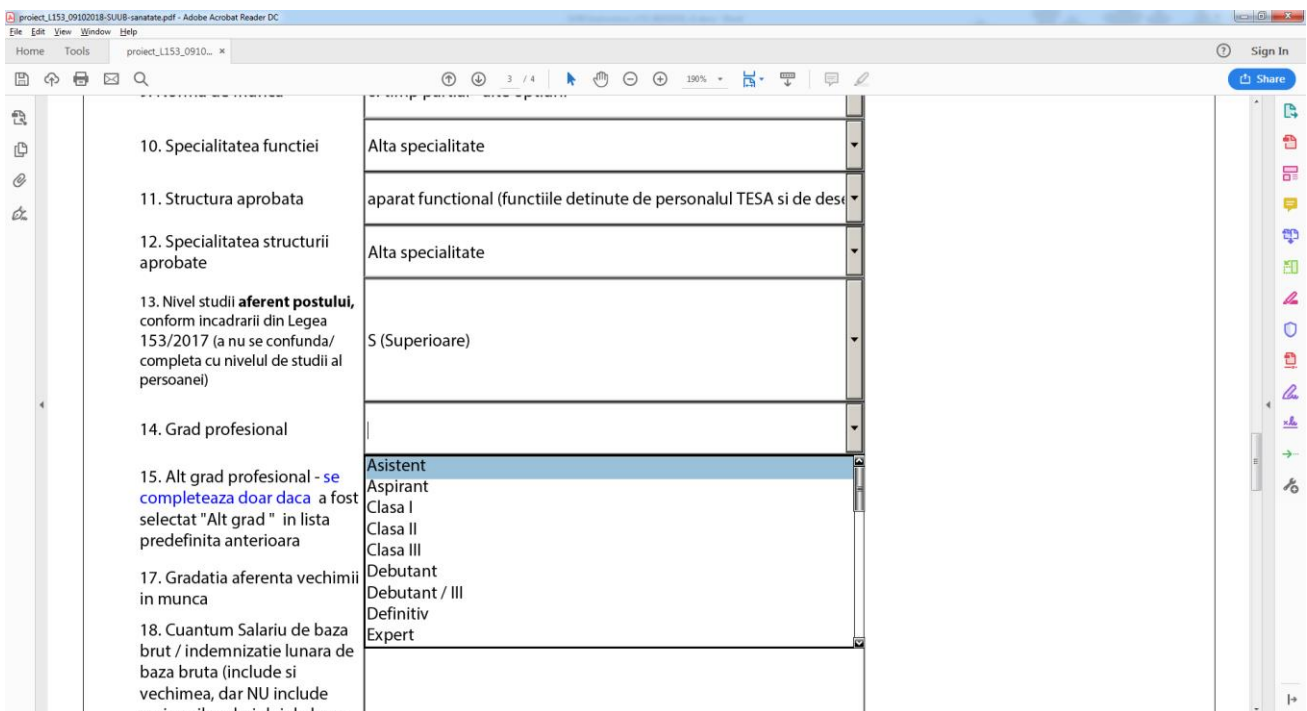 proiect_L153_09102018-SUUB-sanatate.pdf - Adobe Acrobat Reader DC
File Edit View Window Help
Home Tools proiect_L153_0910... × Sign In
3 / 4 190% Share
10. Specialitatea functiei
Alta specialitate
11. Structura aprobata
aparat functional (functiile detinute de personalul TESA si de dese
12. Specialitatea structurii
aprobate
Alta specialitate
13. Nivel studii aferent postului,
conform incadrarii din Legea
153/2017 (a nu se confunda/
completa cu nivelul de studii al
persoanei)
S (Superioare)
14. Grad profesional
Asistent
Aspirant
Clasa I
Clasa II
Clasa III
Debutant
Debutant / III
Definitiv
Expert
15. Alt grad profesional - se
completeaza doar daca a fost
selectat "Alt grad " in lista
predefinita anterioara
17. Gradatia aferenta vechimii
in munca
18. Cuantum Salariu de baza
brut / indemnizatie lunara de
baza bruta (include si
vechimea, dar NU include